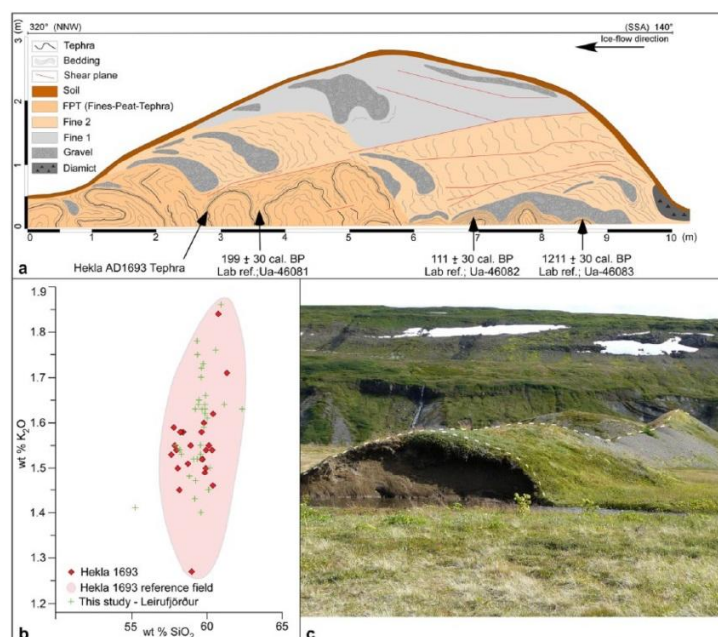 3 (m)
320° (NNW)
(SSA) 140°
Ice-flow direction
Tephra
Bedding
Shear plane
Soil
FPT (Fines-Peat-Tephra)
Fine 2
Fine 1
Gravel
Diamict
2
1
0
0 1 2 3 4 5 6 7 8 9 10 (m)
Hekla AD1693 Tephra
199 ± 30 cal. BP
Lab ref.;Ua-46081
111 ± 30 cal. BP
Lab ref.;Ua-46082
1211 ± 30 cal. BP
Lab ref.;Ua-46083
a
1.9
1.8
1.7
1.6
1.5
1.4
1.3
1.2
wt % K2O
Hekla 1693
Hekla 1693 reference field
This study - Leirufjörður
55 60 65
wt % SiO2
b
c